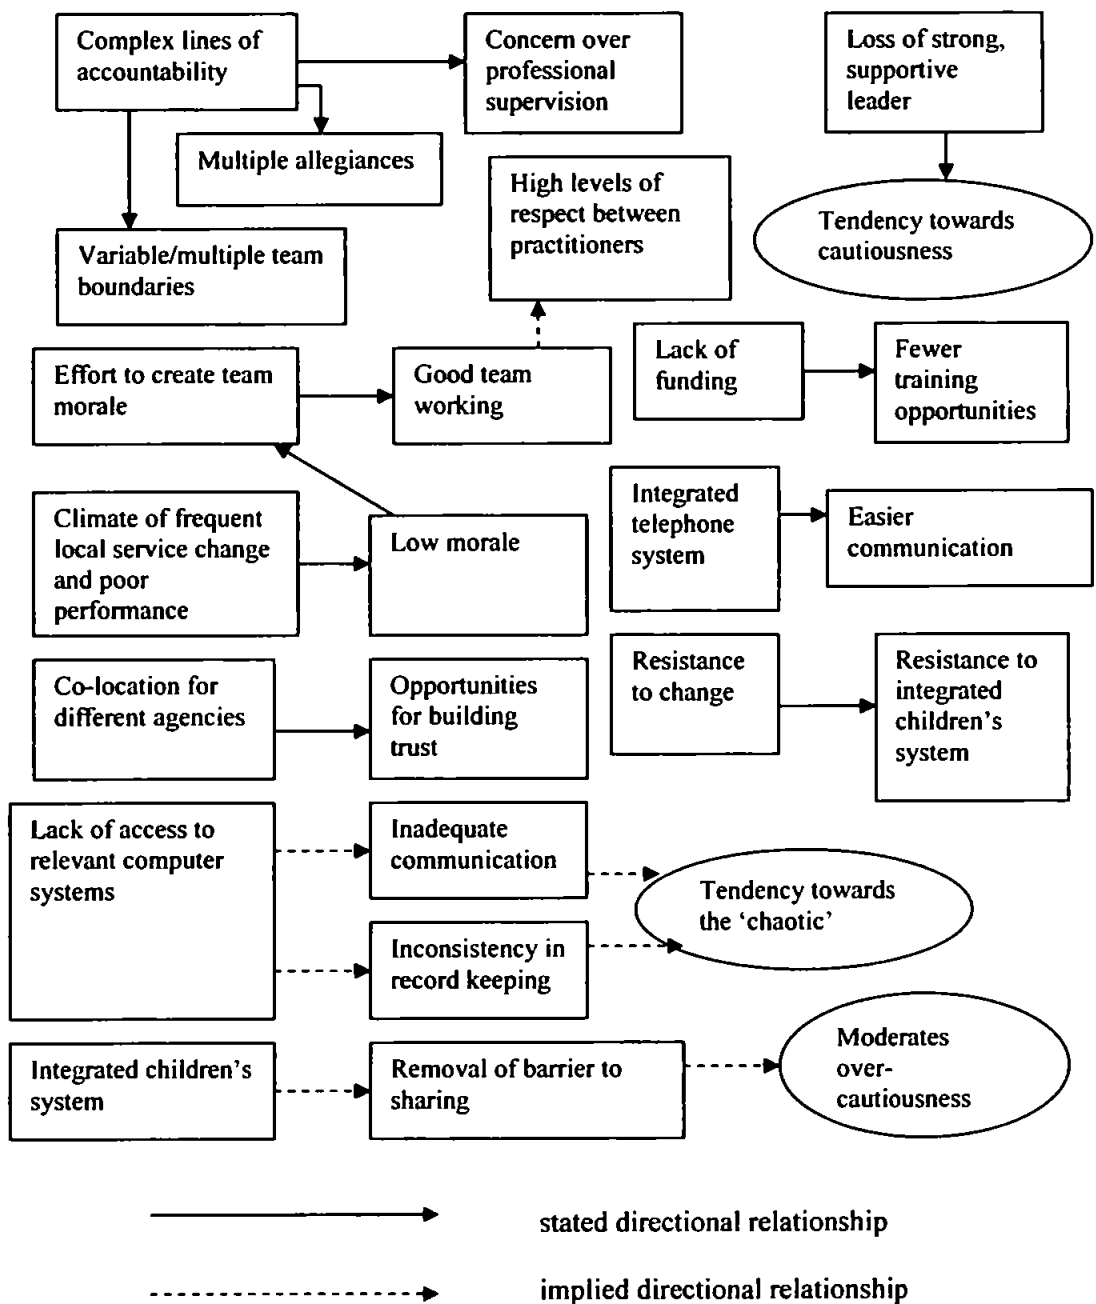 Complex lines of
accountability
Concern over
professional
supervision
Loss of strong,
supportive
leader
Multiple allegiances
High levels of
respect between
practitioners
Tendency towards
cautiousness
Variable/multiple team
boundaries
Effort to create team
morale
Good team
working
Lack of
funding
Fewer
training
opportunities
Climate of frequent
local service change
and poor
performance
Low morale
Integrated
telephone
system
Easier
communication
Co-location for
different agencies
Opportunities
for building
trust
Resistance
to change
Resistance to
integrated
children's
system
Lack of access to
relevant computer
systems
Inadequate
communication
Tendency towards
the ‘chaotic’
Inconsistency in
record keeping
Integrated children's
system
Removal of barrier to
sharing
Moderates
over-
cautiousness
stated directional relationship
implied directional relationship